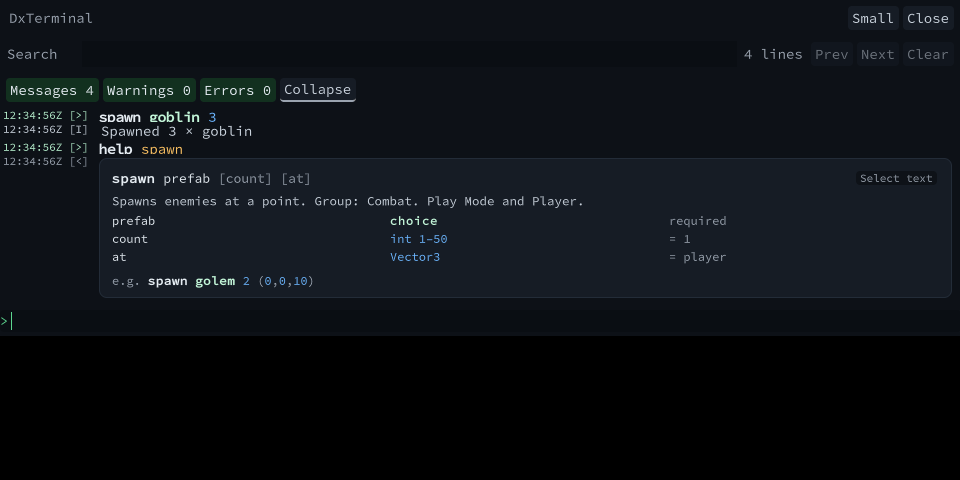 DxTerminal Small Close
Search 4 lines Prev Next Clear
Messages 4 Warnings 0 Errors 0 Collapse
12:34:56Z [>] spawn goblin 3
12:34:56Z [I] Spawned 3 × goblin
12:34:56Z [>] help spawn
12:34:56Z [<]
spawn prefab [count] [at] Select text
Spawns enemies at a point. Group: Combat. Play Mode and Player.
prefab choice required
count int 1–50 = 1
at Vector3 = player
e.g. spawn golem 2 (0,0,10)
>